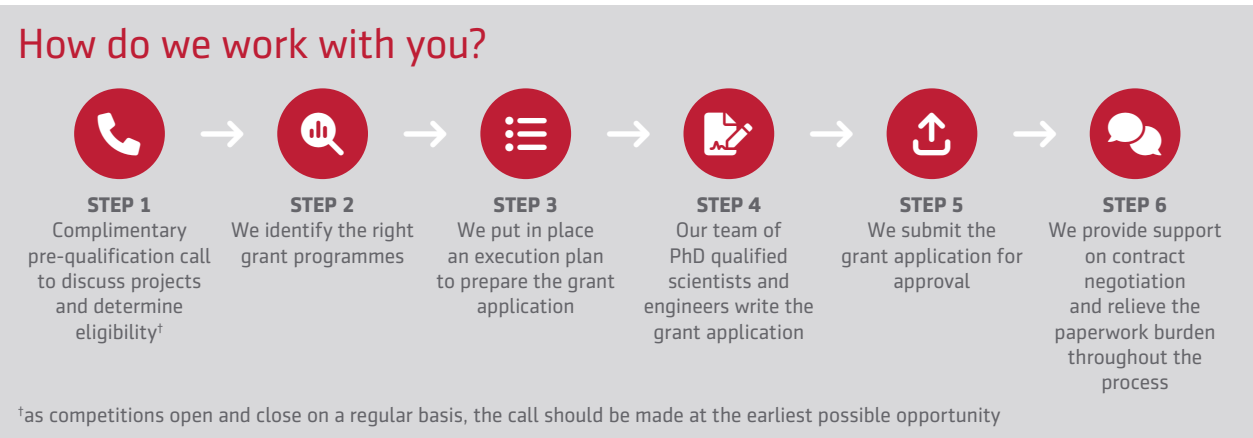 How do we work with you?
STEP 1
Complimentary
pre-qualification call
to discuss projects
and determine
eligibility†
STEP 2
We identify the right
grant programmes
STEP 3
We put in place
an execution plan
to prepare the grant
application
STEP 4
Our team of
PhD qualified
scientists and
engineers write the
grant application
STEP 5
We submit the
grant application for
approval
STEP 6
We provide support
on contract
negotiation
and relieve the
paperwork burden
throughout the
process
†as competitions open and close on a regular basis, the call should be made at the earliest possible opportunity